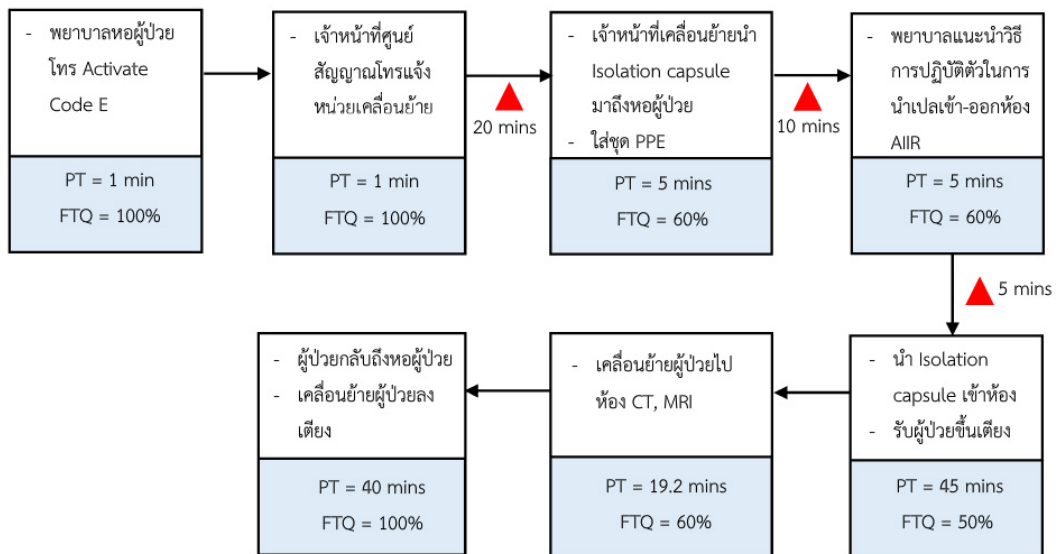 - พยาบาลหอผู้ป่วย
โทร Activate
Code E
PT = 1 min
FTQ = 100%
- เจ้าหน้าที่ศูนย์
สัญญาณโทรแจ้ง
หน่วยเคลื่อนย้าย
PT = 1 min
FTQ = 100%
20 mins
- เจ้าหน้าที่เคลื่อนย้ายนำ
Isolation capsule
มาถึงหอผู้ป่วย
- ใส่ชุด PPE
PT = 5 mins
FTQ = 60%
10 mins
- พยาบาลแนะนำวิธี
การปฏิบัติตัวในการ
นำเปลเข้า-ออกห้อง
AIIR
PT = 5 mins
FTQ = 60%
5 mins
- นำ Isolation
capsule เข้าห้อง
- รับผู้ป่วยขึ้นเตียง
PT = 45 mins
FTQ = 50%
- เคลื่อนย้ายผู้ป่วยไป
ห้อง CT, MRI
PT = 19.2 mins
FTQ = 60%
- ผู้ป่วยกลับถึงหอผู้ป่วย
- เคลื่อนย้ายผู้ป่วยลง
เตียง
PT = 40 mins
FTQ = 100%